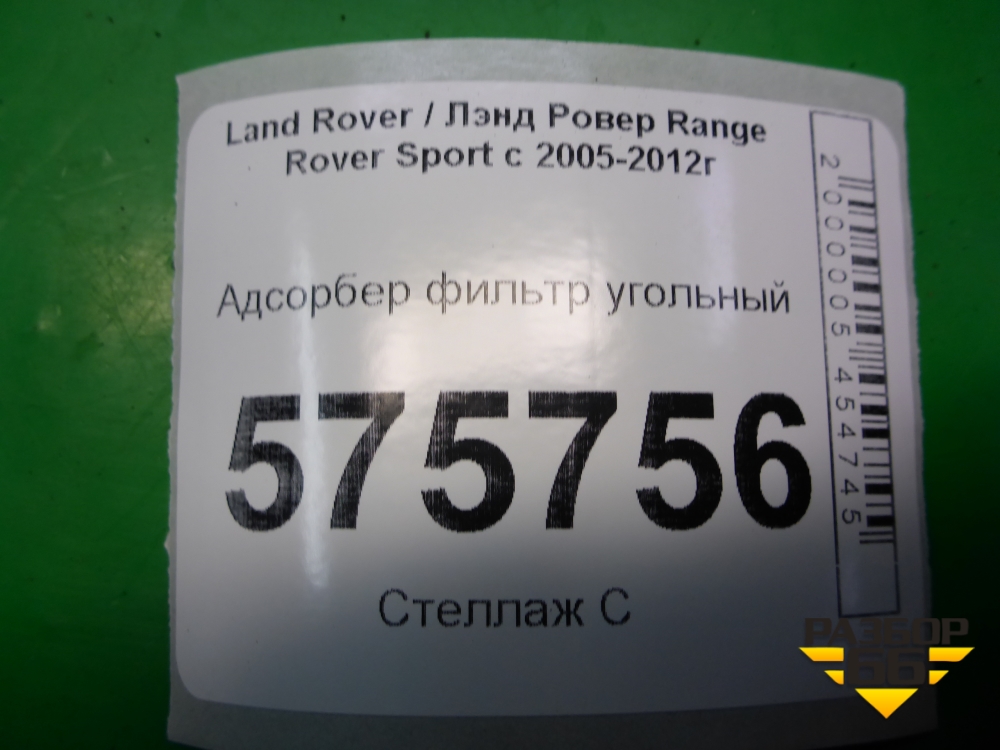 Land Rover / Лэнд Ровер Range
Rover Sport с 2005-2012г
Адсорбер фильтр угольный
575756
Стеллаж С
2000005454745
РАЗБОР
66